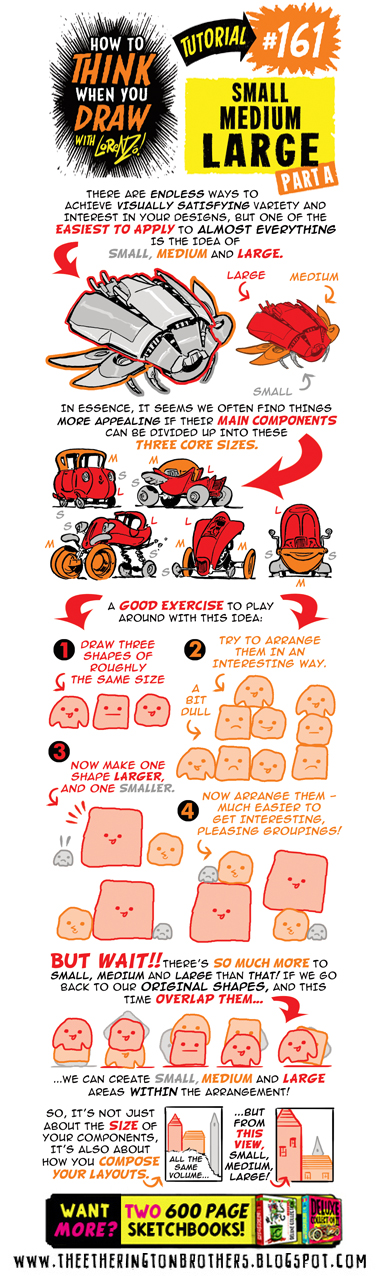 HOW TO
THINK
WHEN YOU
DRAW
WITH LORENZO!
TUTORIAL
#161
SMALL
MEDIUM
LARGE
PART A
THERE ARE ENDLESS WAYS TO
ACHIEVE VISUALLY SATISFYING VARIETY AND
INTEREST IN YOUR DESIGNS, BUT ONE OF THE
EASIEST TO APPLY TO ALMOST EVERYTHING
IS THE IDEA OF
SMALL, MEDIUM AND LARGE.
LARGE
MEDIUM
SMALL
IN ESSENCE, IT SEEMS WE OFTEN FIND THINGS
MORE APPEALING IF THEIR MAIN COMPONENTS
CAN BE DIVIDED UP INTO THESE
THREE CORE SIZES.
M
S
L
M
S
L
S
S
M
L
S
L
M
L
S
M
A GOOD EXERCISE TO PLAY
AROUND WITH THIS IDEA:
1
DRAW THREE
SHAPES OF
ROUGHLY
THE SAME SIZE
2
TRY TO ARRANGE
THEM IN AN
INTERESTING WAY.
A
BIT
DULL
3
NOW MAKE ONE
SHAPE LARGER,
AND ONE SMALLER.
4
NOW ARRANGE THEM –
MUCH EASIER TO
GET INTERESTING,
PLEASING GROUPINGS!
BUT WAIT!! THERE'S SO MUCH MORE TO
SMALL, MEDIUM AND LARGE THAN THAT! IF WE GO
BACK TO OUR ORIGINAL SHAPES, AND THIS
TIME OVERLAP THEM...
...WE CAN CREATE SMALL, MEDIUM AND LARGE
AREAS WITHIN THE ARRANGEMENT!
SO, IT'S NOT JUST
ABOUT THE SIZE OF
YOUR COMPONENTS,
IT'S ALSO ABOUT
HOW YOU COMPOSE
YOUR LAYOUTS.
ALL THE
SAME
VOLUME...
...BUT
FROM
THIS
VIEW,
SMALL,
MEDIUM,
LARGE!
WANT
MORE?
TWO 600 PAGE
SKETCHBOOKS!
DELUXE
WWW.THEETHERINGTONBROTHERS.BLOGSPOT.COM